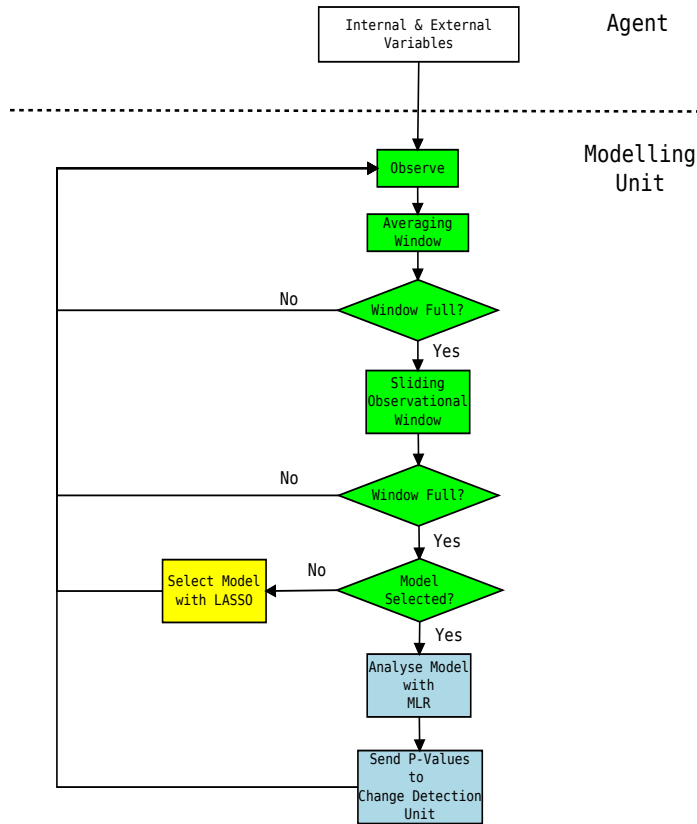 Internal & External
Variables
Agent
Modelling
Unit
Observe
Averaging
Window
Window Full?
No
Yes
Sliding
Observational
Window
Window Full?
No
Yes
Model
Selected?
No
Select Model
with LASSO
Yes
Analyse Model
with
MLR
Send P-Values
to
Change Detection
Unit